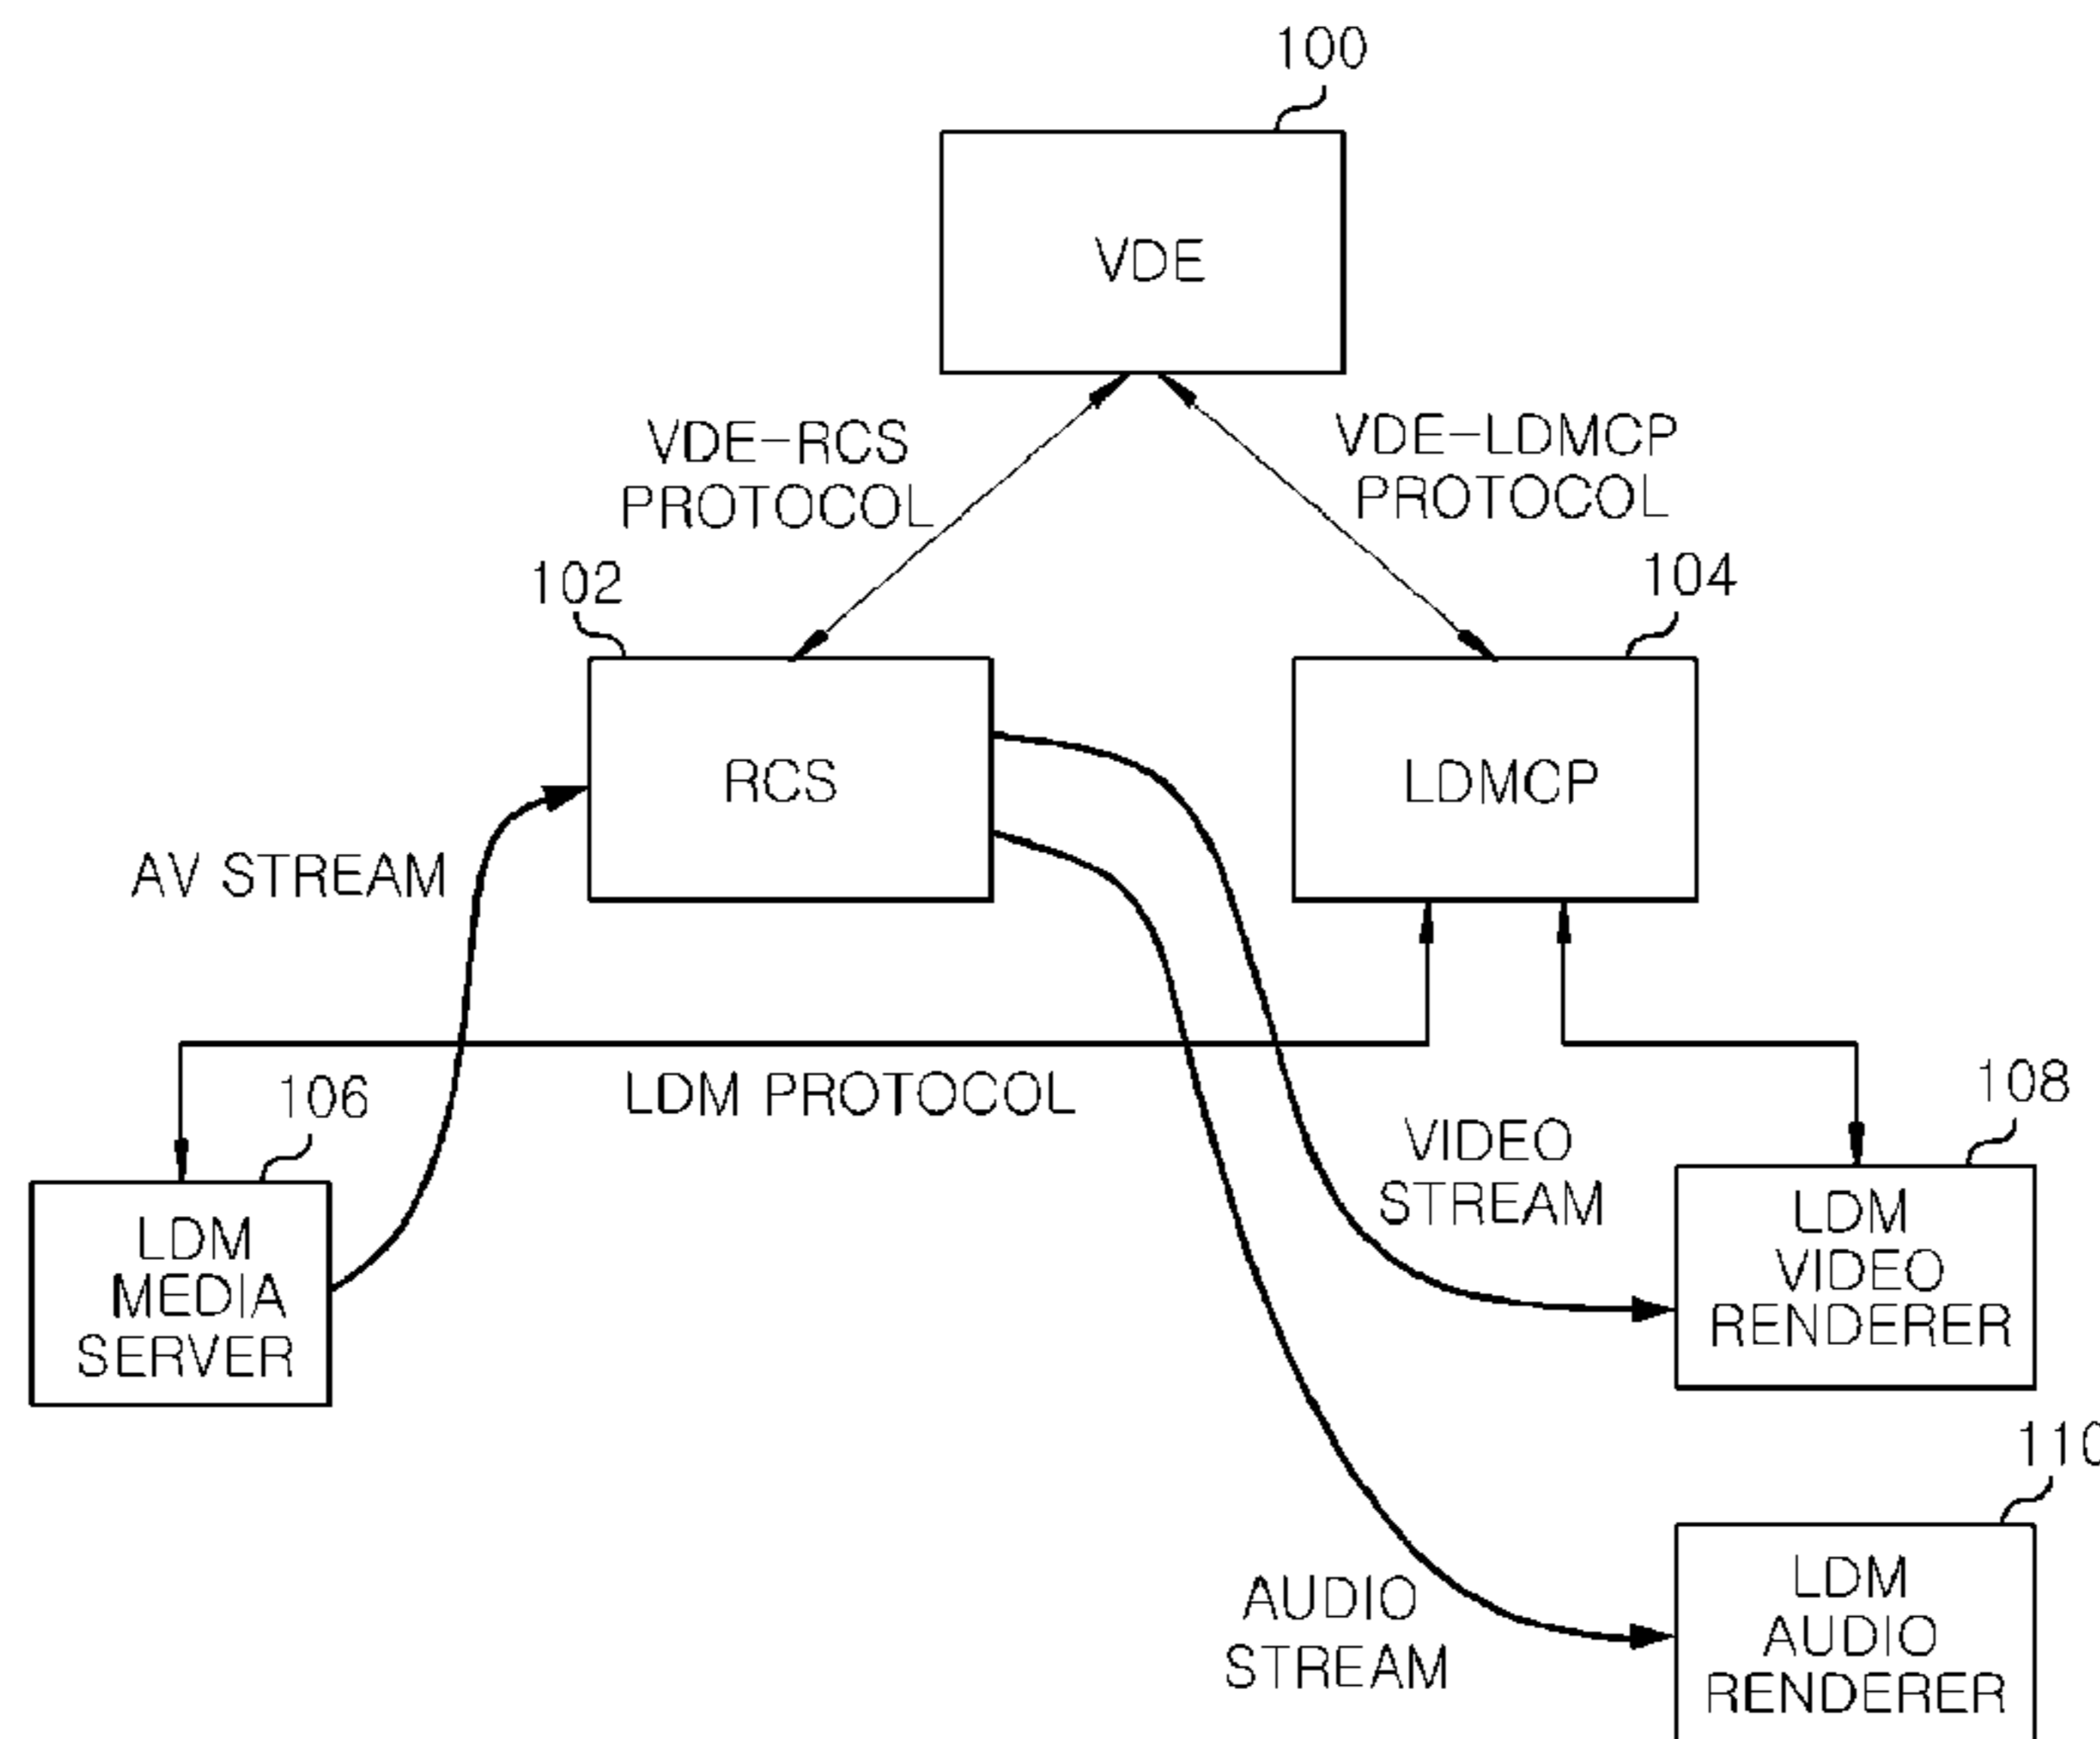 100
VDE
VDE-RCS
PROTOCOL
VDE-LDMCP
PROTOCOL
102
104
RCS
LDMCP
AV STREAM
LDM PROTOCOL
106
108
VIDEO
STREAM
LDM
MEDIA
SERVER
LDM
VIDEO
RENDERER
110
AUDIO
STREAM
LDM
AUDIO
RENDERER